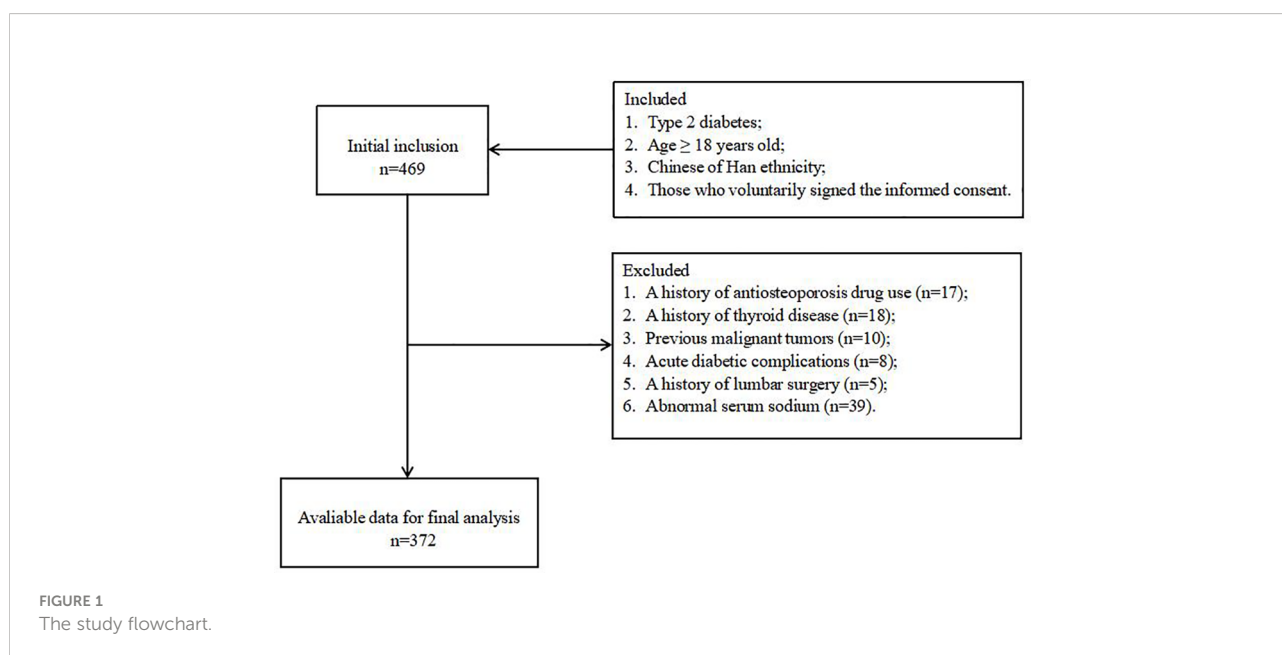 Initial inclusion
n=469
Included
1. Type 2 diabetes;
2. Age ≥ 18 years old;
3. Chinese of Han ethnicity;
4. Those who voluntarily signed the informed consent.
Excluded
1. A history of antiosteoporosis drug use (n=17);
2. A history of thyroid disease (n=18);
3. Previous malignant tumors (n=10);
4. Acute diabetic complications (n=8);
5. A history of lumbar surgery (n=5);
6. Abnormal serum sodium (n=39).
Avaliable data for final analysis
n=372
FIGURE 1
The study flowchart.